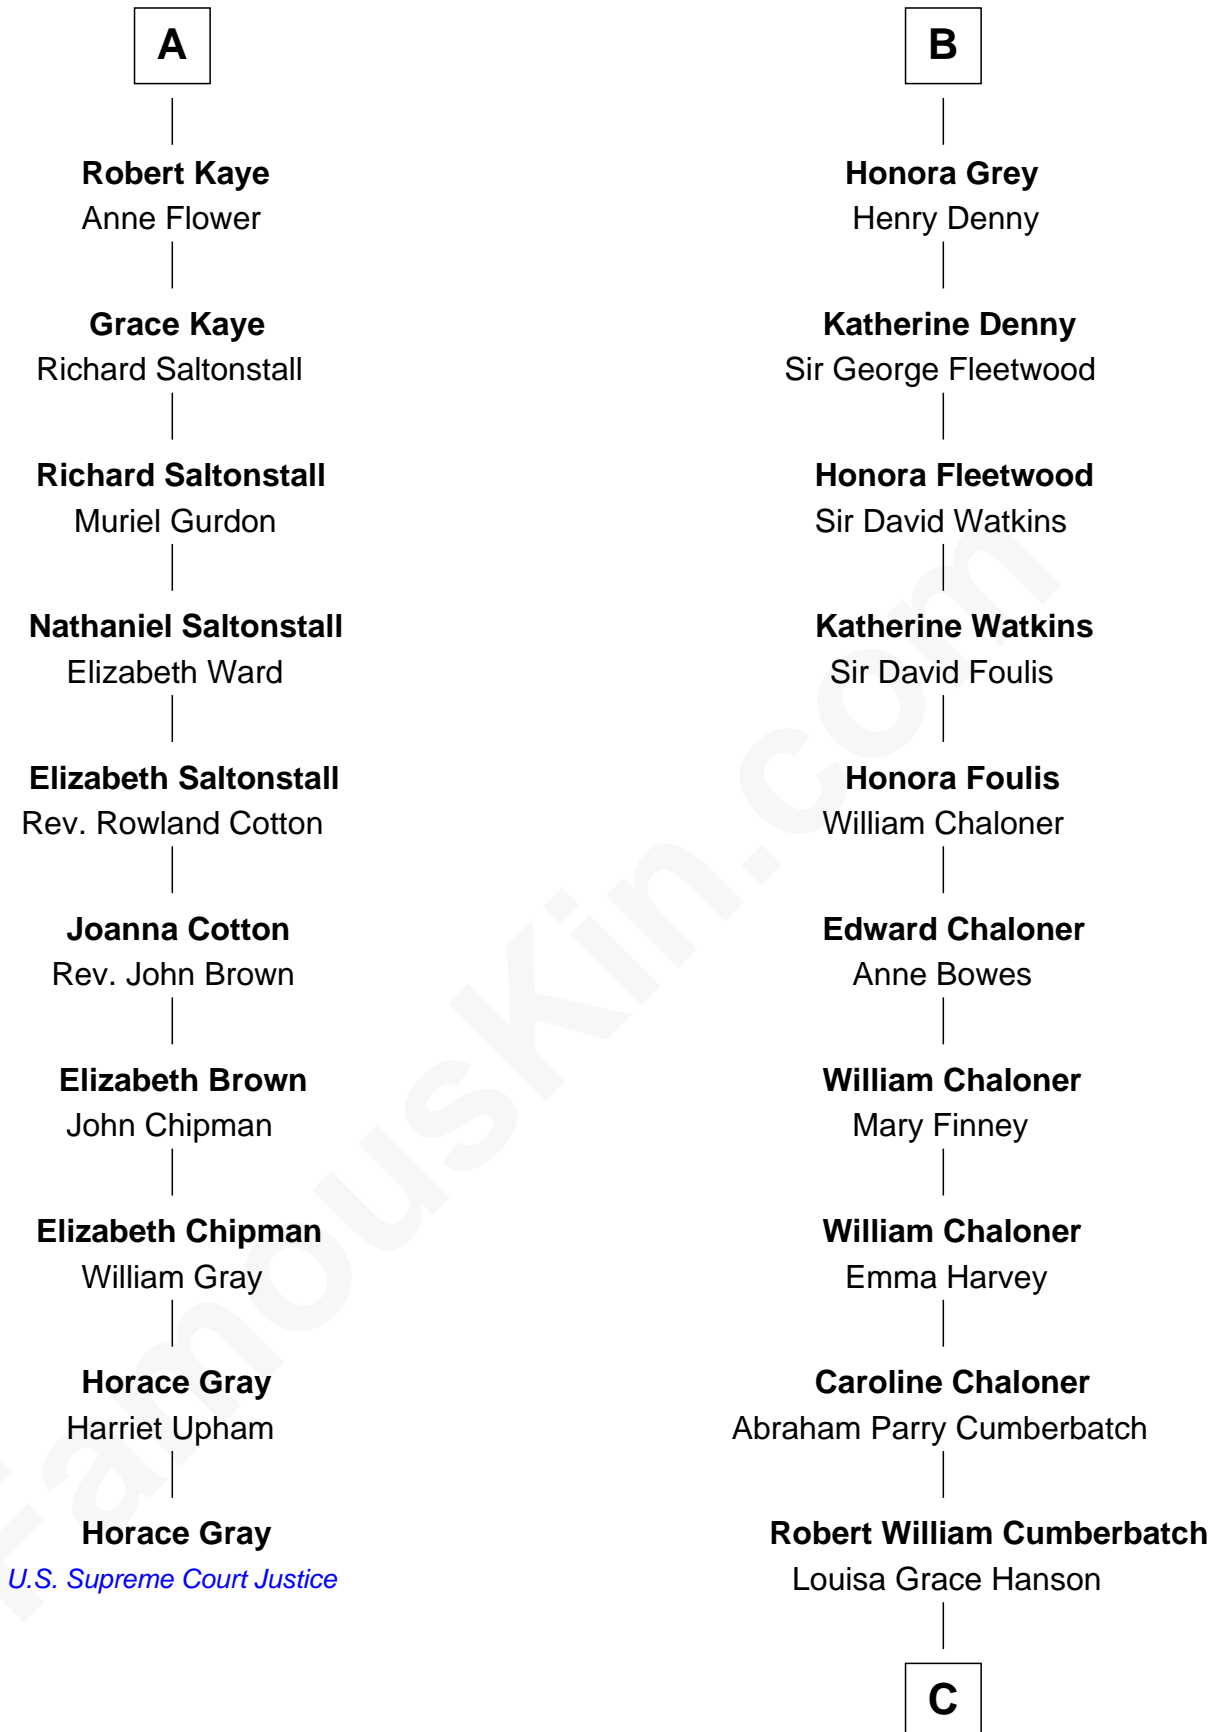 A
Robert Kaye
Anne Flower
Grace Kaye
Richard Saltonstall
Richard Saltonstall
Muriel Gurdon
Nathaniel Saltonstall
Elizabeth Ward
Elizabeth Saltonstall
Rev. Rowland Cotton
Joanna Cotton
Rev. John Brown
Elizabeth Brown
John Chipman
Elizabeth Chipman
William Gray
Horace Gray
Harriet Upham
Horace Gray
U.S. Supreme Court Justice
B
Honora Grey
Henry Denny
Katherine Denny
Sir George Fleetwood
Honora Fleetwood
Sir David Watkins
Katherine Watkins
Sir David Foulis
Honora Foulis
William Chaloner
Edward Chaloner
Anne Bowes
William Chaloner
Mary Finney
William Chaloner
Emma Harvey
Caroline Chaloner
Abraham Parry Cumberbatch
Robert William Cumberbatch
Louisa Grace Hanson
C
FamousKin.com